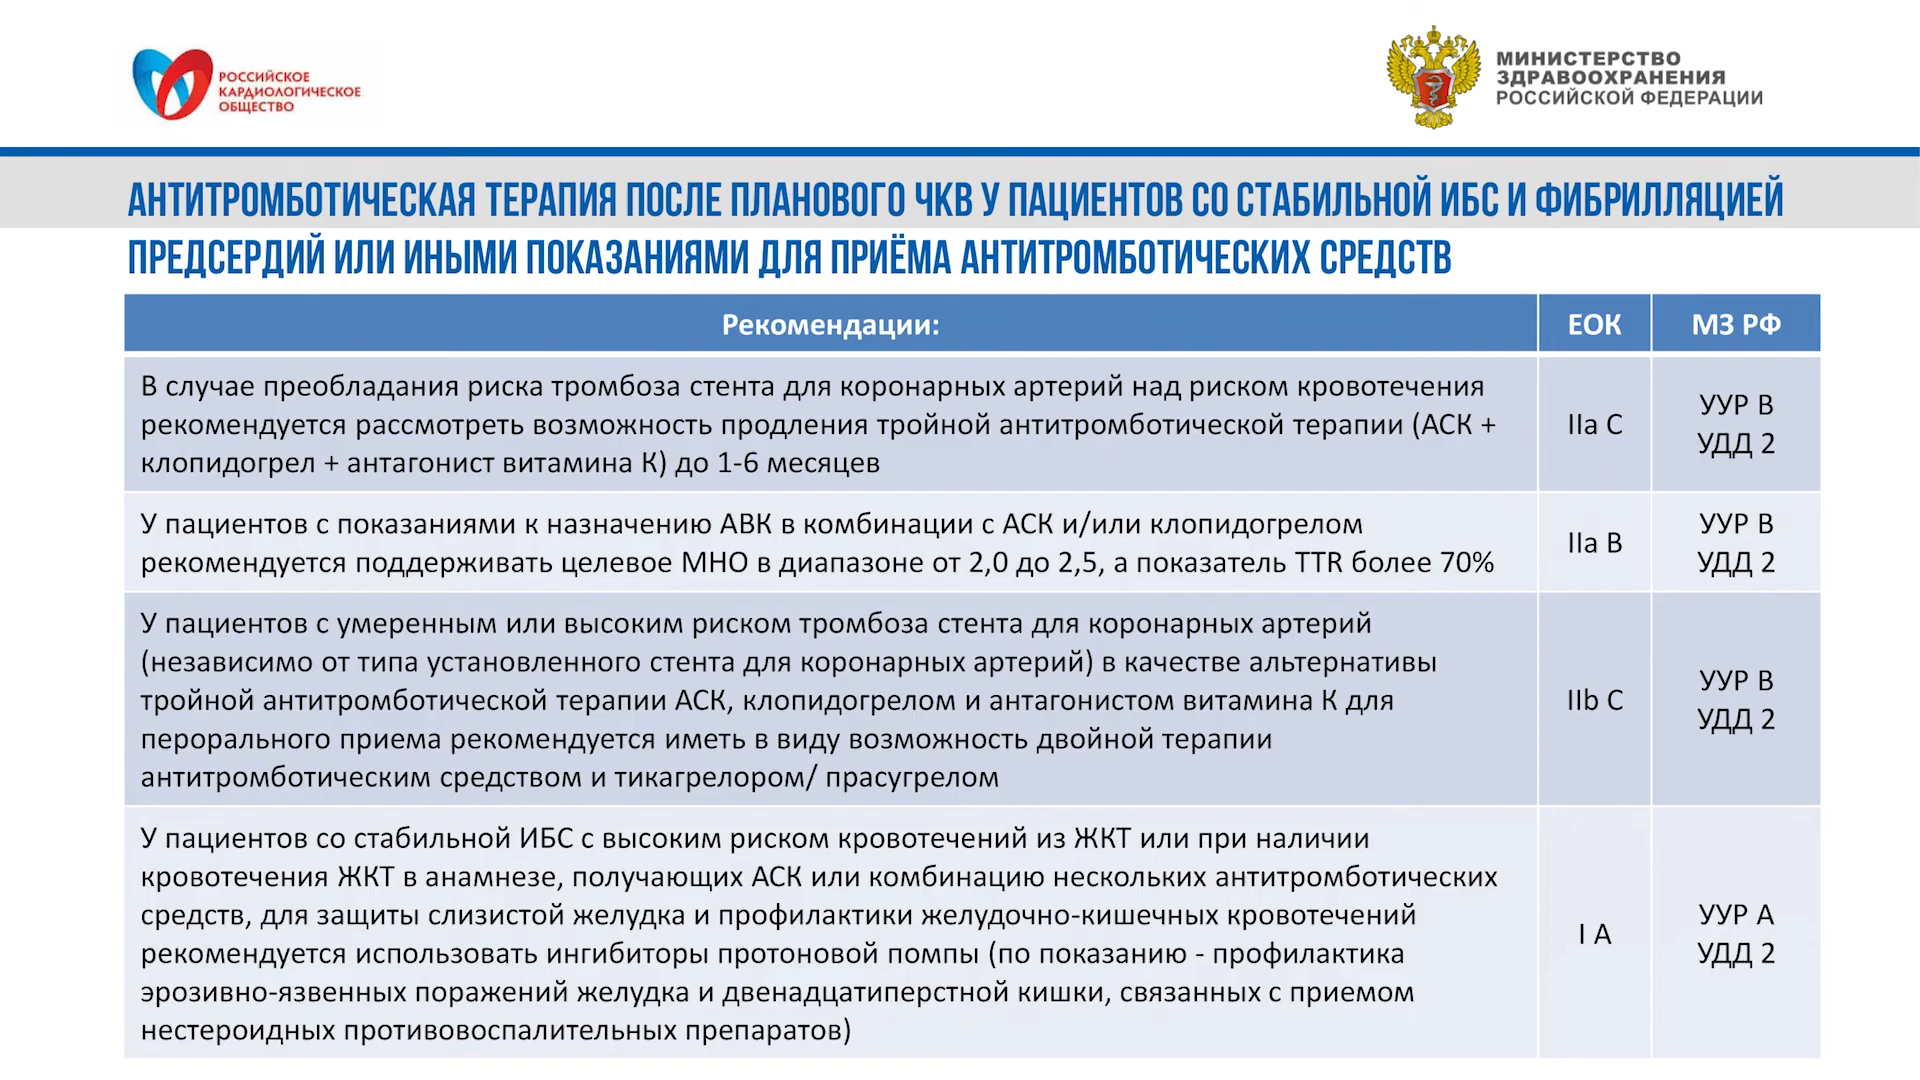 РОССИЙСКОЕ
КАРДИОЛОГИЧЕСКОЕ
ОБЩЕСТВО
МИНИСТЕРСТВО
ЗДРАВООХРАНЕНИЯ
РОССИЙСКОЙ ФЕДЕРАЦИИ
АНТИТРОМБОТИЧЕСКАЯ ТЕРАПИЯ ПОСЛЕ ПЛАНОВОГО ЧКВ У ПАЦИЕНТОВ СО СТАБИЛЬНОЙ ИБС И ФИБРИЛЛЯЦИЕЙ
ПРЕДСЕРДИЙ ИЛИ ИНЫМИ ПОКАЗАНИЯМИ ДЛЯ ПРИЁМА АНТИТРОМБОТИЧЕСКИХ СРЕДСТВ
Рекомендации:
ЕОК
МЗ РФ
В случае преобладания риска тромбоза стента для коронарных артерий над риском кровотечения
рекомендуется рассмотреть возможность продления тройной антитромботической терапии (АСК +
клопидогрел + антагонист витамина К) до 1-6 месяцев
IIa C
УУР В
УДД 2
У пациентов с показаниями к назначению АВК в комбинации с АСК и/или клопидогрелом
рекомендуется поддерживать целевое МНО в диапазоне от 2,0 до 2,5, а показатель TTR более 70%
IIa B
УУР В
УДД 2
У пациентов с умеренным или высоким риском тромбоза стента для коронарных артерий
(независимо от типа установленного стента для коронарных артерий) в качестве альтернативы
тройной антитромботической терапии АСК, клопидогрелом и антагонистом витамина К для
перорального приема рекомендуется иметь в виду возможность двойной терапии
антитромботическим средством и тикагрелором/ прасугрелом
IIb C
УУР В
УДД 2
У пациентов со стабильной ИБС с высоким риском кровотечений из ЖКТ или при наличии
кровотечения ЖКТ в анамнезе, получающих АСК или комбинацию нескольких антитромботических
средств, для защиты слизистой желудка и профилактики желудочно-кишечных кровотечений
рекомендуется использовать ингибиторы протоновой помпы (по показанию - профилактика
эрозивно-язвенных поражений желудка и двенадцатиперстной кишки, связанных с приемом
нестероидных противовоспалительных препаратов)
I A
УУР А
УДД 2